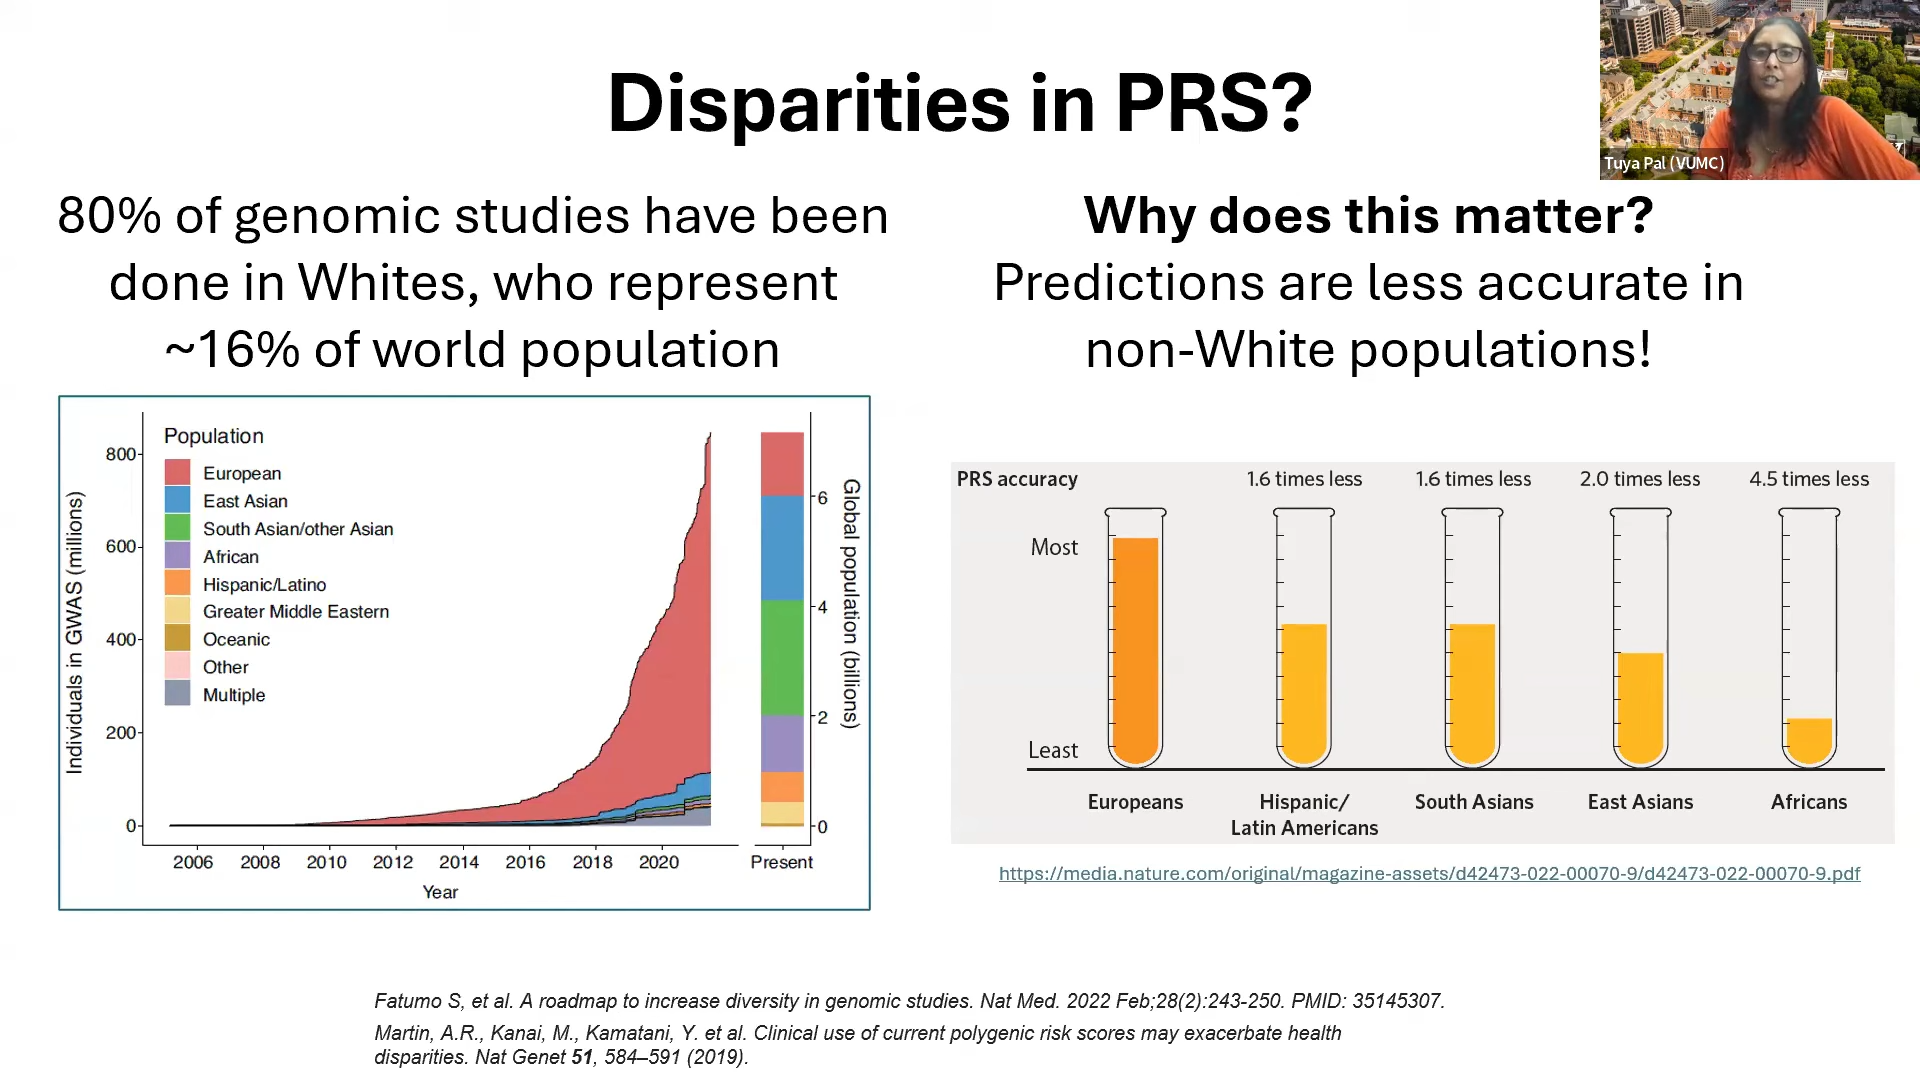 Disparities in PRS?
Tuya Pal (VUMC)
80% of genomic studies have been
done in Whites, who represent
~16% of world population
Why does this matter?
Predictions are less accurate in
non-White populations!
Population
European
East Asian
South Asian/other Asian
African
Hispanic/Latino
Greater Middle Eastern
Oceanic
Other
Multiple
Individuals in GWAS (millions)
800
600
400
200
0
2006 2008 2010 2012 2014 2016 2018 2020
Year
Present
6
4
2
0
Global population (billions)
PRS accuracy 1.6 times less 1.6 times less 2.0 times less 4.5 times less
Most
Least
Europeans Hispanic/ South Asians East Asians Africans
Latin Americans
https://media.nature.com/original/magazine-assets/d42473-022-00070-9/d42473-022-00070-9.pdf
Fatumo S, et al. A roadmap to increase diversity in genomic studies. Nat Med. 2022 Feb;28(2):243-250. PMID: 35145307.
Martin, A.R., Kanai, M., Kamatani, Y. et al. Clinical use of current polygenic risk scores may exacerbate health
disparities. Nat Genet 51, 584–591 (2019).